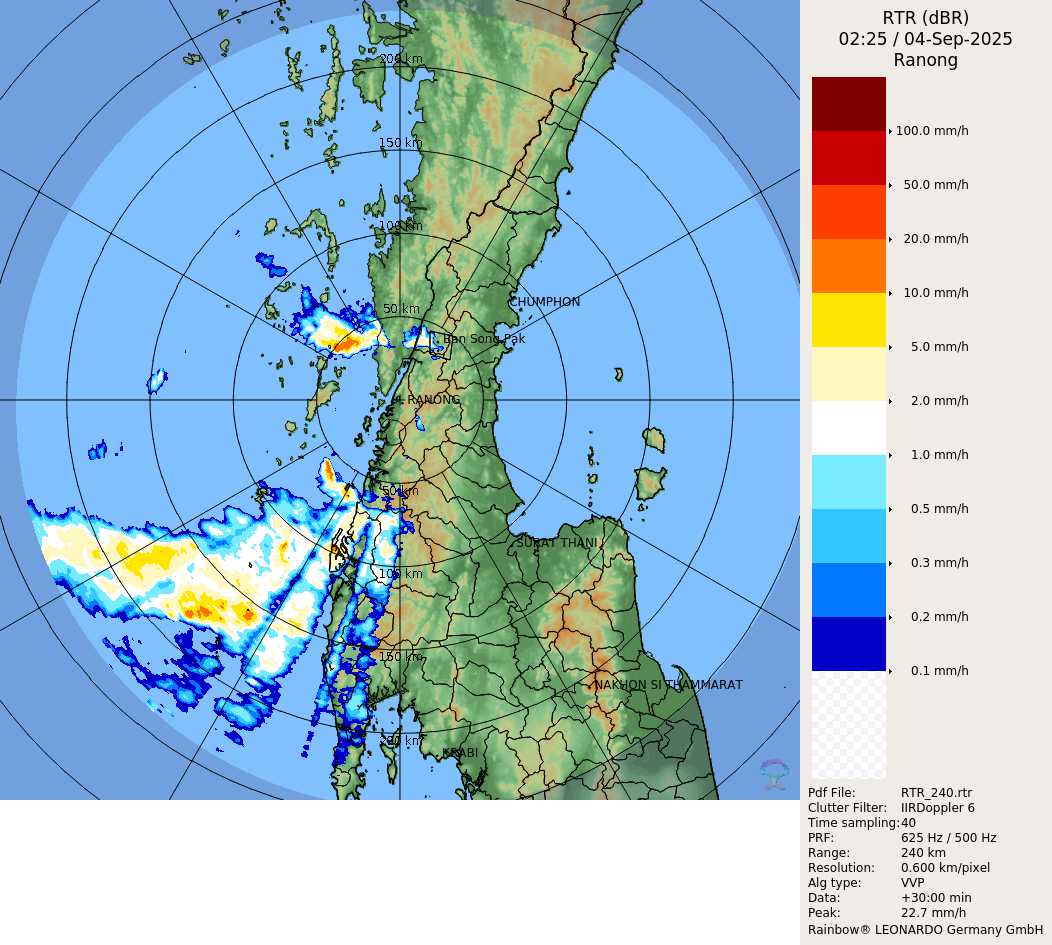 RTR (dBR)
02:25 / 04-Sep-2025
Ranong
100.0 mm/h
50.0 mm/h
20.0 mm/h
10.0 mm/h
5.0 mm/h
2.0 mm/h
1.0 mm/h
0.5 mm/h
0.3 mm/h
0.2 mm/h
0.1 mm/h
200 km
150 km
100 km
50 km
CHUMPHON
Ban Song Pak
RANONG
50 km
SURAT THANI
100 km
150 km
NAKHON SI THAMMARAT
200 km
KRABI
Pdf File: RTR_240.rtr
Clutter Filter: IIRDoppler 6
Time sampling: 40
PRF: 625 Hz / 500 Hz
Range: 240 km
Resolution: 0.600 km/pixel
Alg type: VVP
Data: +30:00 min
Peak: 22.7 mm/h
Rainbow® LEONARDO Germany GmbH